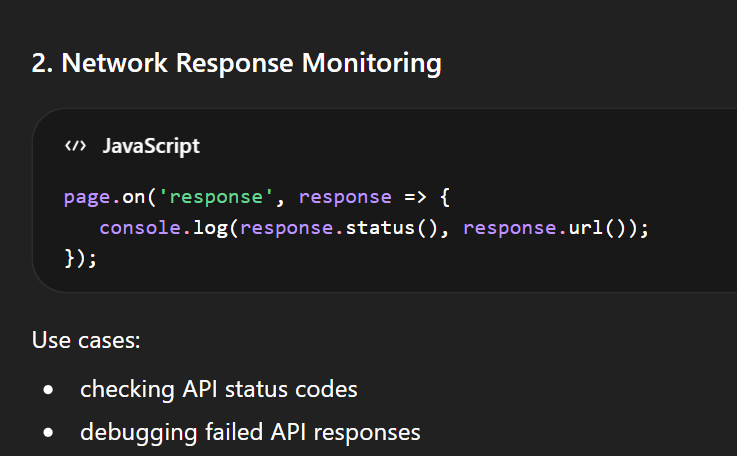 2. Network Response Monitoring
</> JavaScript
page.on('response', response => {
   console.log(response.status(), response.url());
});
Use cases:
• checking API status codes
• debugging failed API responses